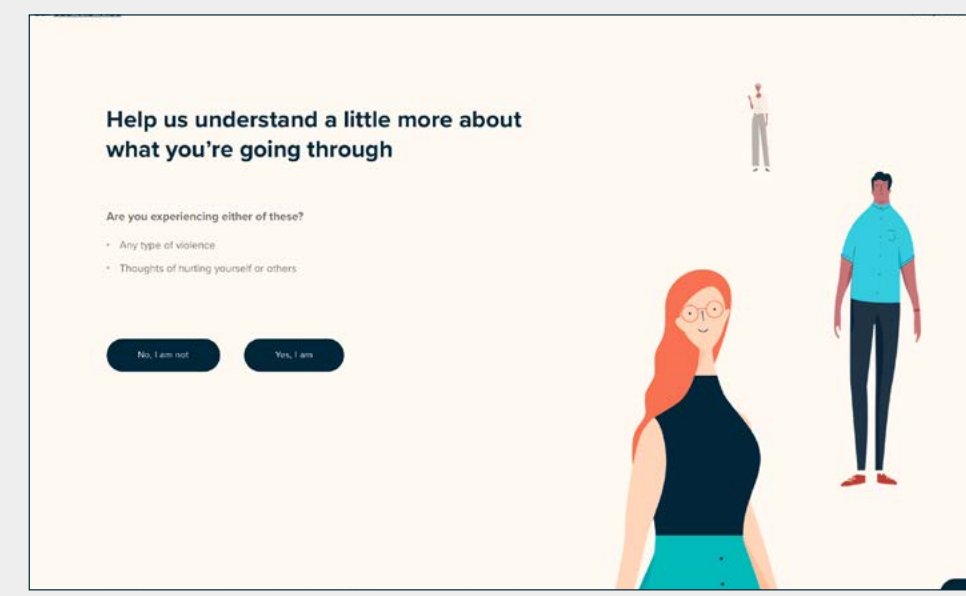 Help us understand a little more about
what you're going through
Are you experiencing either of these?
• Any type of violence
• Thoughts of hurting yourself or others
No, I am not
Yes, I am